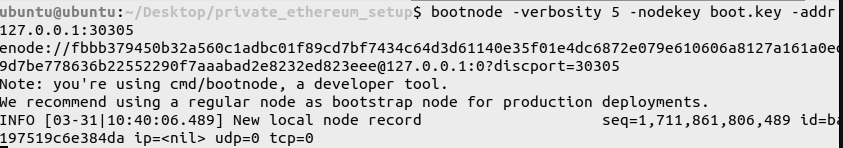 ubuntu@ubuntu:~/Desktop/private_ethereum_setup$ bootnode -verbosity 5 -nodekey boot.key -addr
127.0.0.1:30305
enode://fbbb379450b32a560c1adbc01f89cd7bf7434c64d3d61140e35f01e4dc6872e079e610606a8127a161a0ec
9d7be778636b22552290f7aaabad2e8232ed823eee@127.0.0.1:0?discport=30305
Note: you're using cmd/bootnode, a developer tool.
We recommend using a regular node as bootstrap node for production deployments.
INFO [03-31|10:40:06.489] New local node record seq=1,711,861,806,489 id=ba
197519c6e384da ip=<nil> udp=0 tcp=0